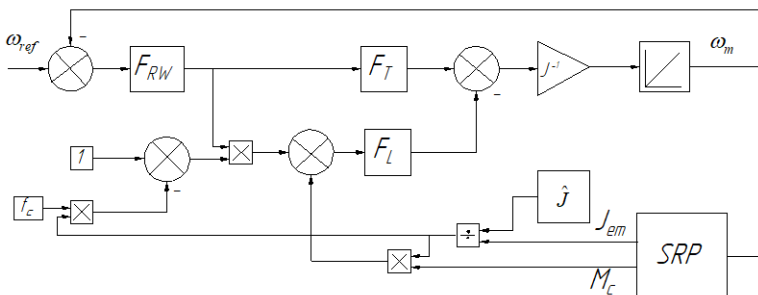 ω_ref
-
F_RW
F_T
-
J⁻¹
ω_m
1
-
F_L
f_c
Ĵ
÷
J_em
SRP
M_c